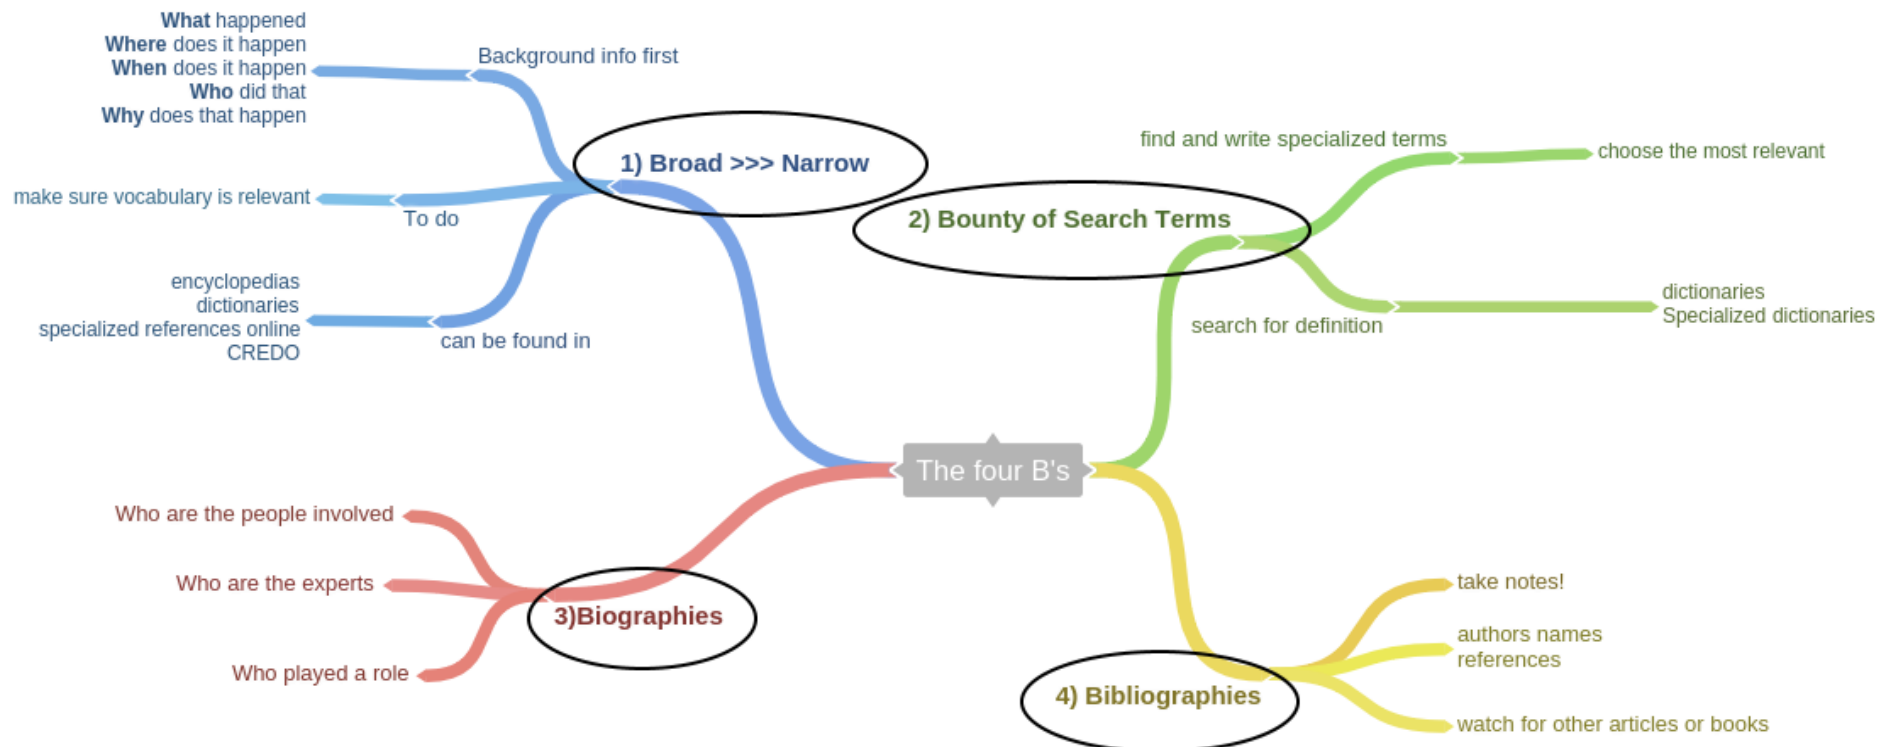 The four B's
1) Broad >>> Narrow
Background info first
What happened
Where does it happen
When does it happen
Who did that
Why does that happen
To do
make sure vocabulary is relevant
can be found in
encyclopedias
dictionaries
specialized references online
CREDO
2) Bounty of Search Terms
find and write specialized terms
choose the most relevant
search for definition
dictionaries
Specialized dictionaries
3)Biographies
Who are the people involved
Who are the experts
Who played a role
4) Bibliographies
take notes!
authors names
references
watch for other articles or books